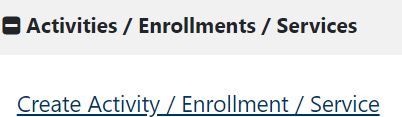 Activities / Enrollments / Services
Create Activity / Enrollment / Service